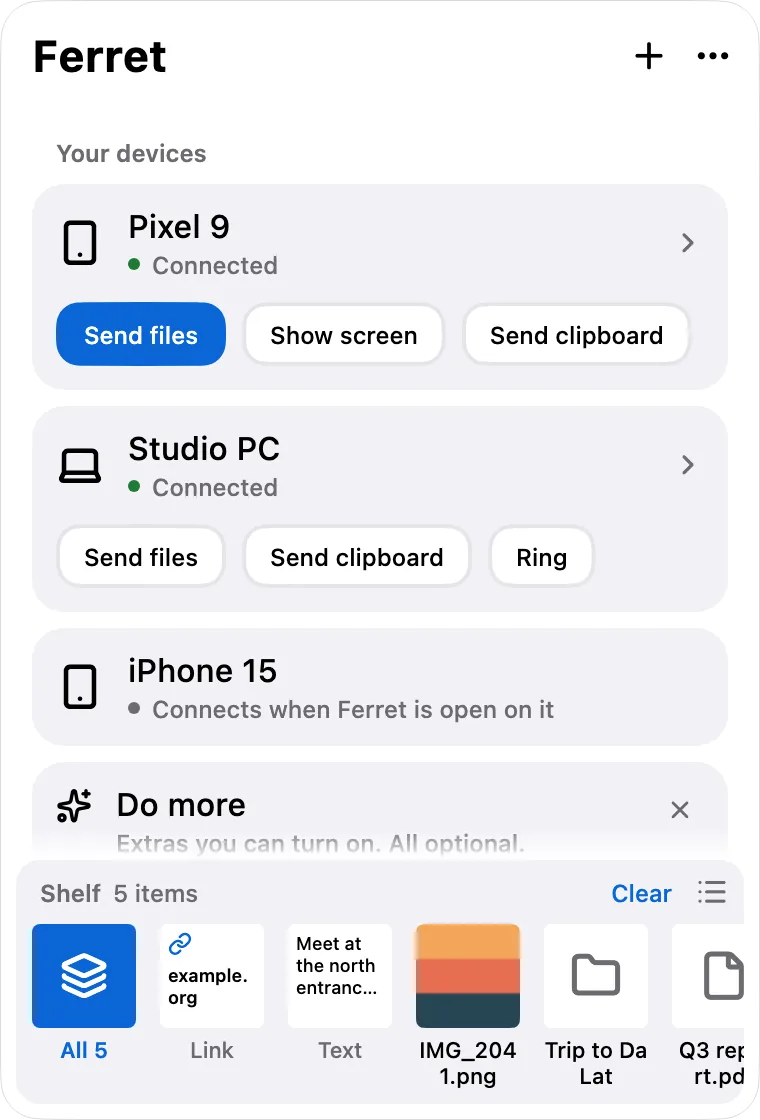 Ferret
Your devices
Pixel 9
Connected
Send files
Show screen
Send clipboard
Studio PC
Connected
Send files
Send clipboard
Ring
iPhone 15
Connects when Ferret is open on it
Do more
Extras you can turn on. All optional.
Shelf 5 items
Clear
example.
org
Meet at
the north
entranc...
All 5
Link
Text
IMG_204
1.png
Trip to Da
Lat
Q3 rep
rt.pd